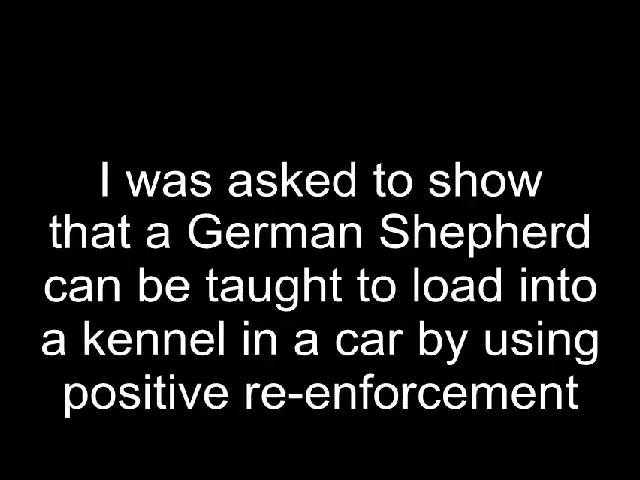 I was asked to show
that a German Shepherd
can be taught to load into
a kennel in a car by using
positive re-enforcement